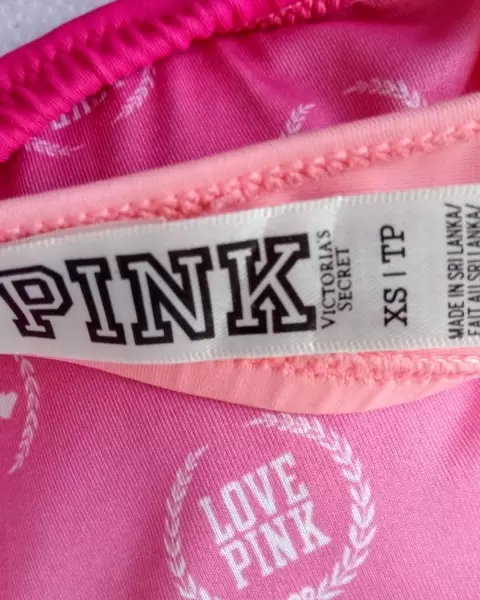 PINK
VICTORIA'S
SECRET
XS | TP
MADE IN SRI LANKA/
FAIT AU SRI LANKA/
LOVE
PINK